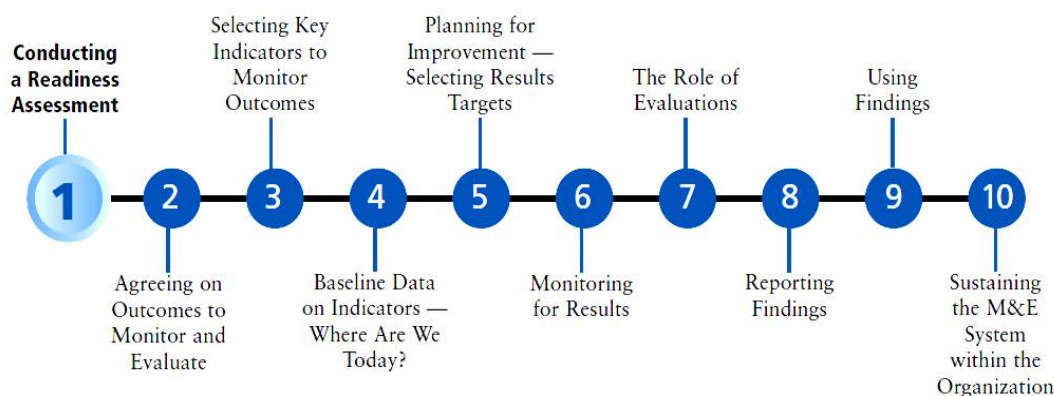 Conducting
a Readiness
Assessment
1
2
Agreeing on
Outcomes to
Monitor and
Evaluate
Selecting Key
Indicators to
Monitor
Outcomes
3
4
Baseline Data
on Indicators —
Where Are We
Today?
Planning for
Improvement —
Selecting Results
Targets
5
6
Monitoring
for Results
The Role of
Evaluations
7
8
Reporting
Findings
Using
Findings
9
10
Sustaining
the M&E
System
within the
Organization